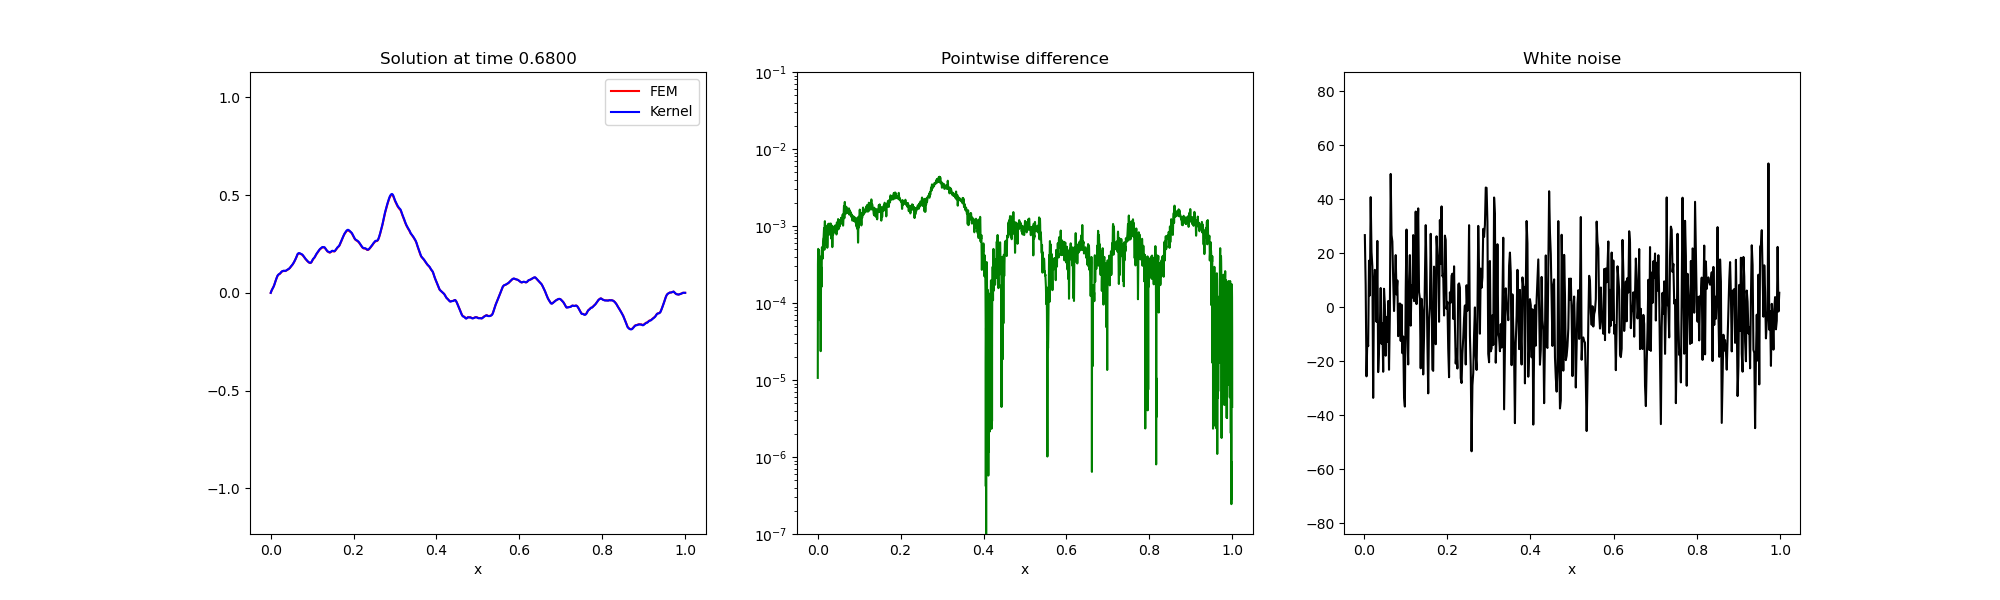 Solution at time 0.6800
1.0
0.5
0.0
−0.5
−1.0
0.0 0.2 0.4 0.6 0.8 1.0
x
FEM
Kernel
Pointwise difference
10⁻¹
10⁻²
10⁻³
10⁻⁴
10⁻⁵
10⁻⁶
10⁻⁷
0.0 0.2 0.4 0.6 0.8 1.0
x
White noise
80
60
40
20
0
−20
−40
−60
−80
0.0 0.2 0.4 0.6 0.8 1.0
x